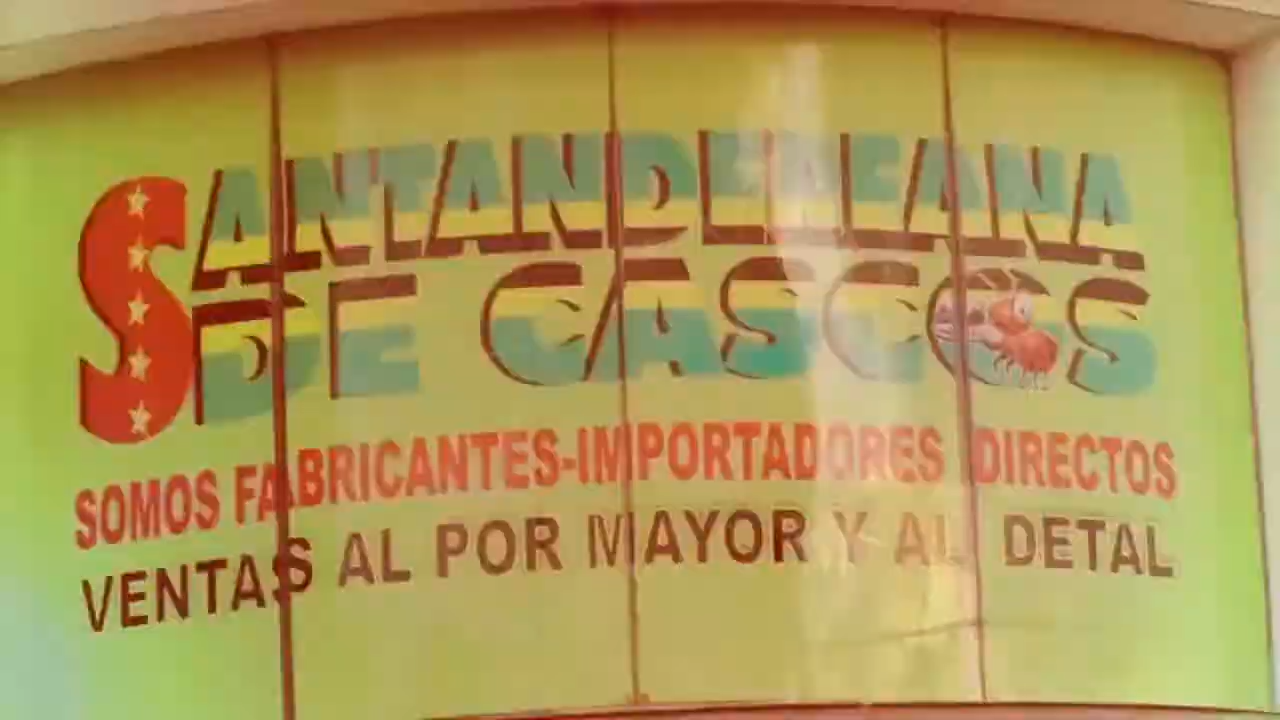 SANTANDEREANA
DE CASCOS
SOMOS FABRICANTES-IMPORTADORES DIRECTOS
VENTAS AL POR MAYOR Y AL DETAL